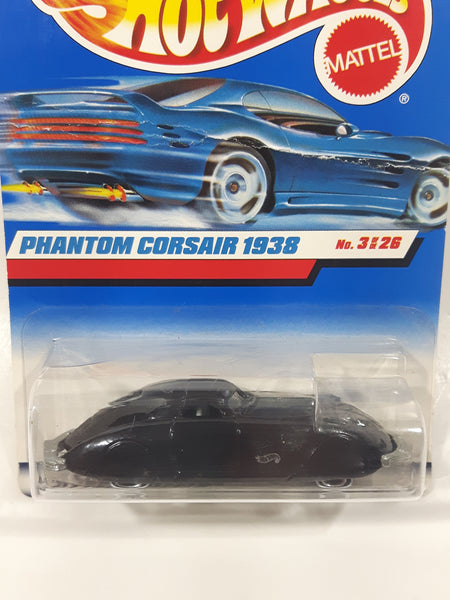 HOT WHEELS
MATTEL
®
PHANTOM CORSAIR 1938
No. 3 OF 26